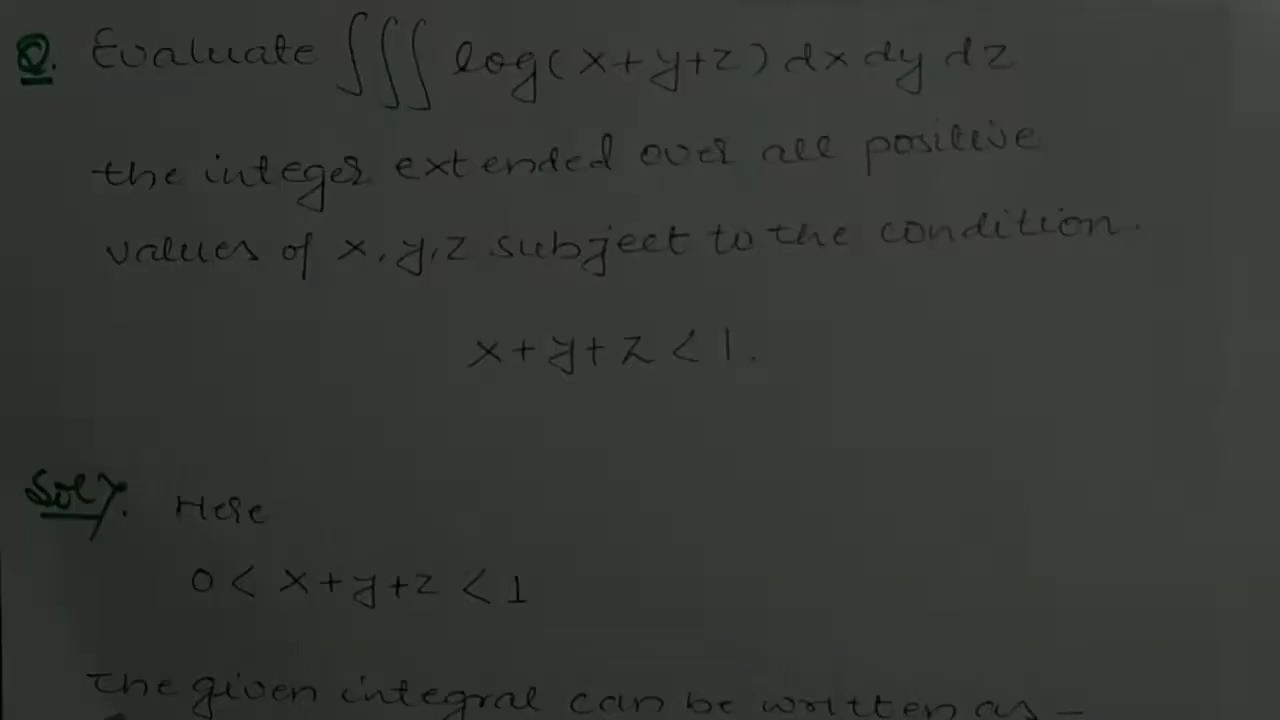 Q. Evaluate ∫∫∫ log(x+y+z) dx dy dz
the integer extended over all positive
values of x, y, z subject to the condition.
x+y+z < 1.
Soln. Here
0 < x+y+z < 1
The given integral can be written as –